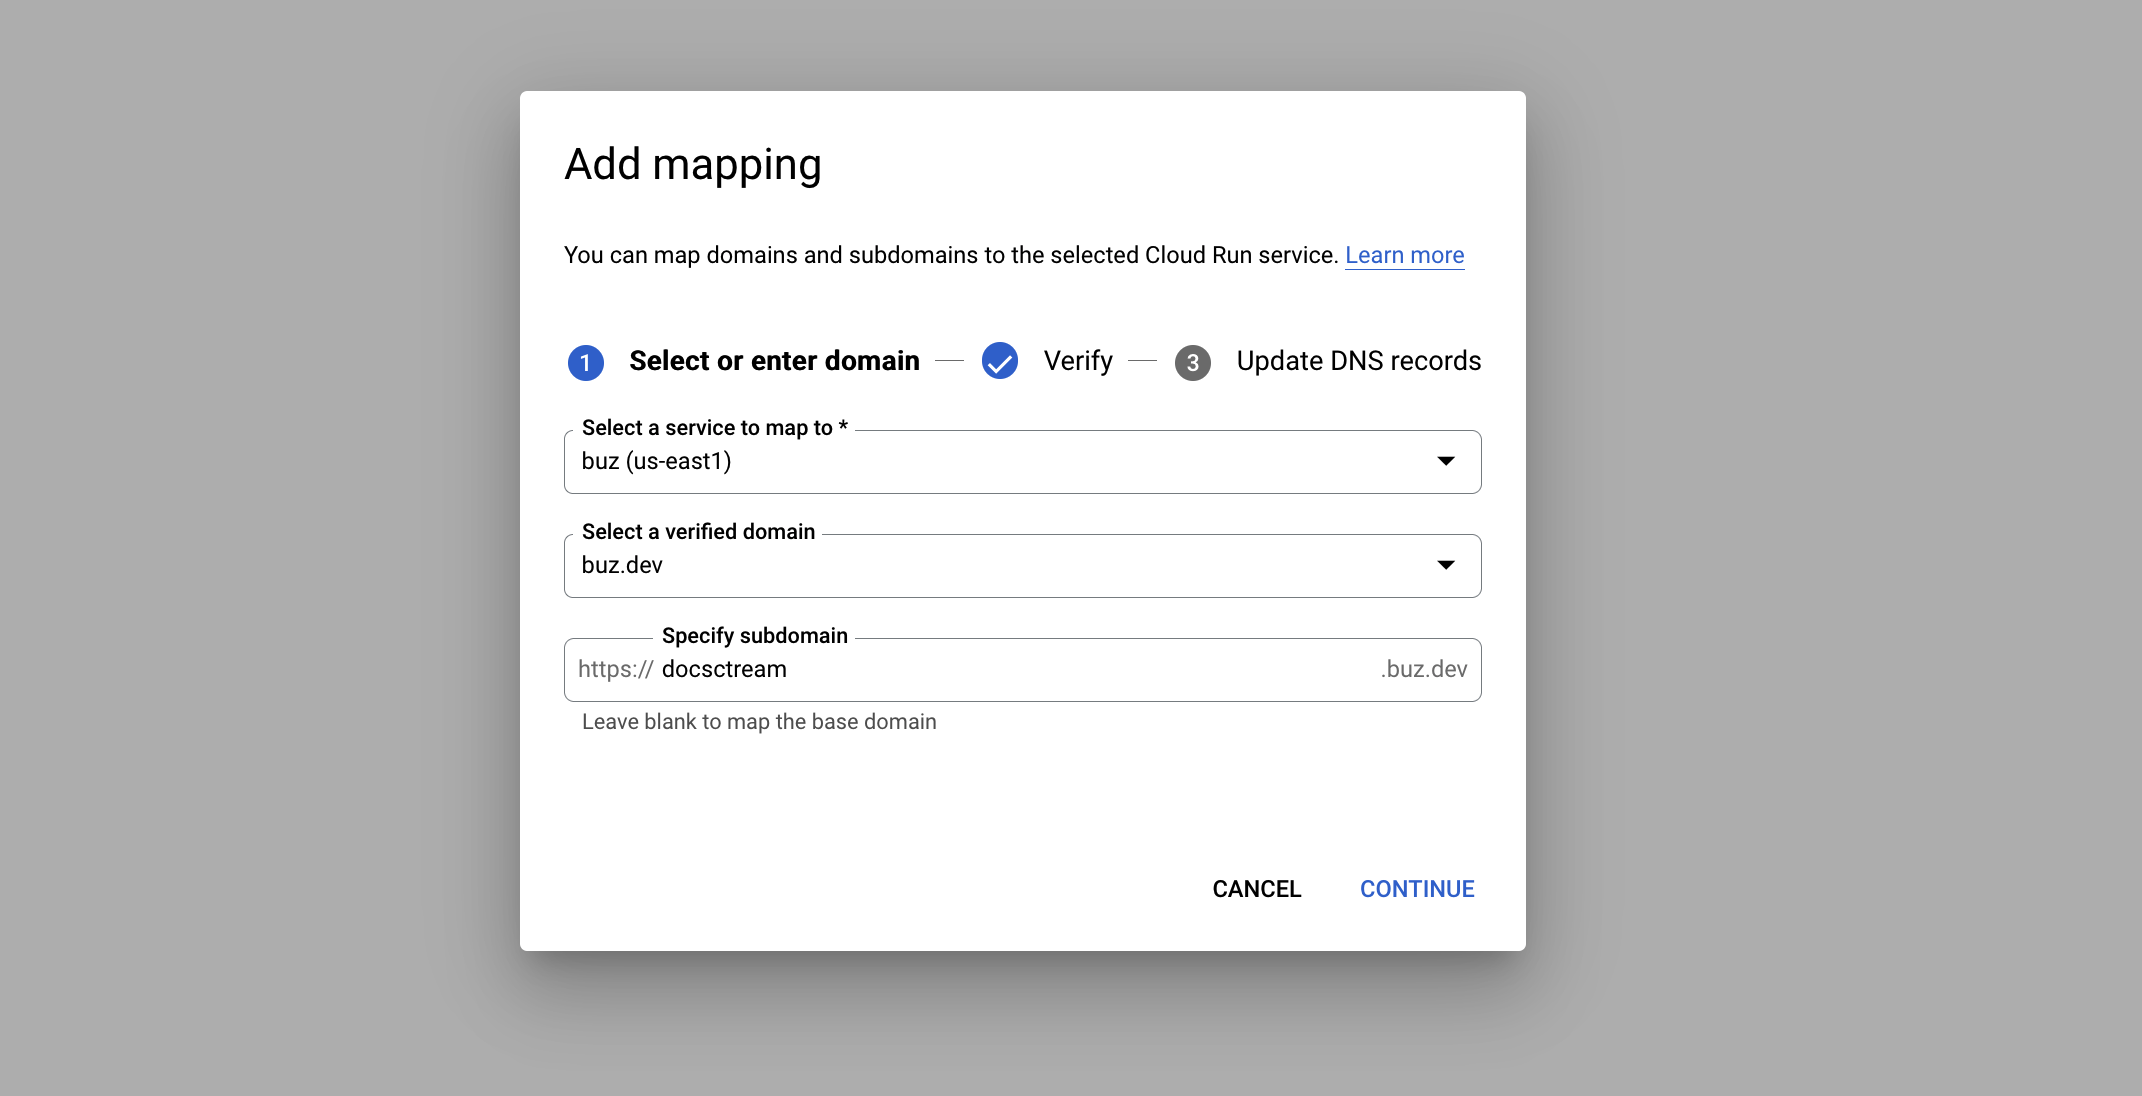 Add mapping
You can map domains and subdomains to the selected Cloud Run service. Learn more
1 Select or enter domain — Verify — 3 Update DNS records
Select a service to map to *
buz (us-east1)
Select a verified domain
buz.dev
Specify subdomain
https:// docsctream .buz.dev
Leave blank to map the base domain
CANCEL CONTINUE